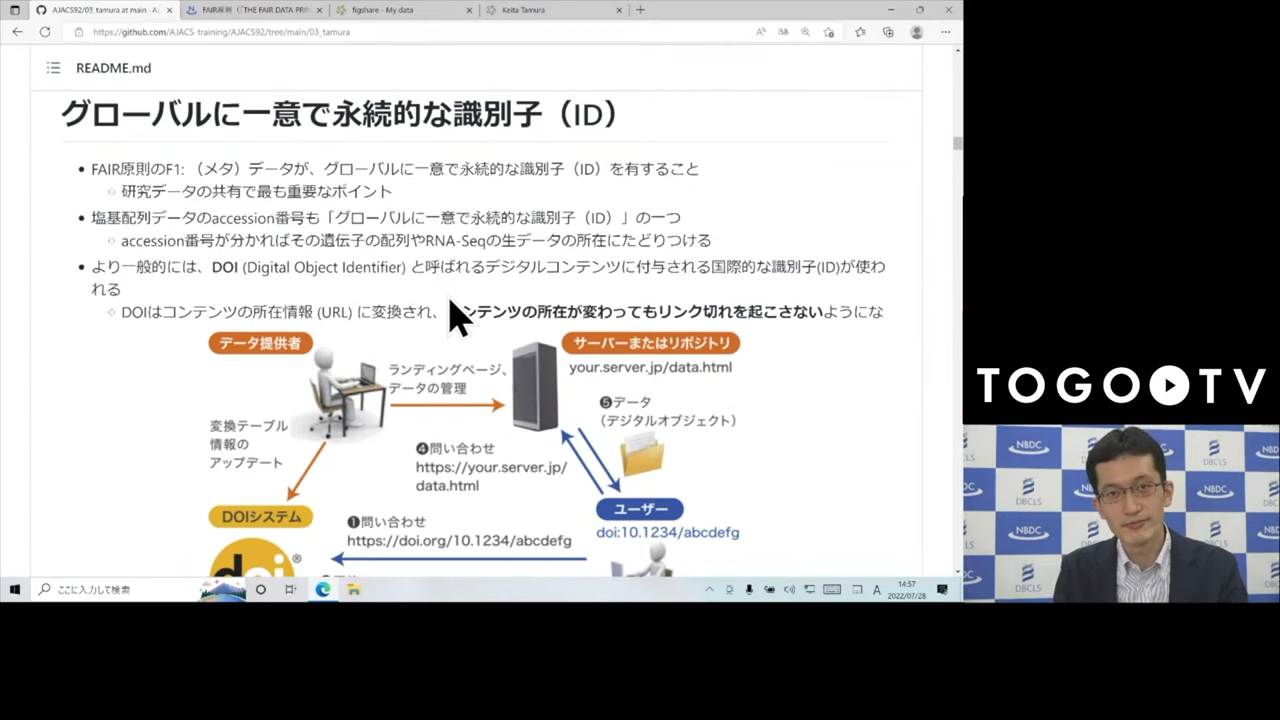 AJACS92/03_tamura at main · AJ
FAIR原則(「THE FAIR DATA PRIN
figshare - My data
Keita Tamura
https://github.com/AJACS-training/AJACS92/tree/main/03_tamura
README.md
グローバルに一意で永続的な識別子（ID）
FAIR原則のF1: （メタ）データが、グローバルに一意で永続的な識別子（ID）を有すること
研究データの共有で最も重要なポイント
塩基配列データのaccession番号も「グローバルに一意で永続的な識別子（ID）」の一つ
accession番号が分かればその遺伝子の配列やRNA-Seqの生データの所在にたどりつける
より一般的には、DOI (Digital Object Identifier) と呼ばれるデジタルコンテンツに付与される国際的な識別子(ID)が使わ
れる
DOIはコンテンツの所在情報 (URL) に変換され、 ンテンツの所在が変わってもリンク切れを起こさないようにな
データ提供者
サーバーまたはリポジトリ
your.server.jp/data.html
ランディングページ、
データの管理
❺データ
（デジタルオブジェクト）
変換テーブル
情報の
アップデート
❹問い合わせ
https://your.server.jp/
data.html
DOIシステム
ユーザー
❶問い合わせ
https://doi.org/10.1234/abcdefg
doi:10.1234/abcdefg
doi
®
ここに入力して検索
A
14:57
2022/07/28
TOGO TV
NBDC
DBCLS
NBDC
DBCLS
NBDC
DBCLS
NBDC
DBCLS